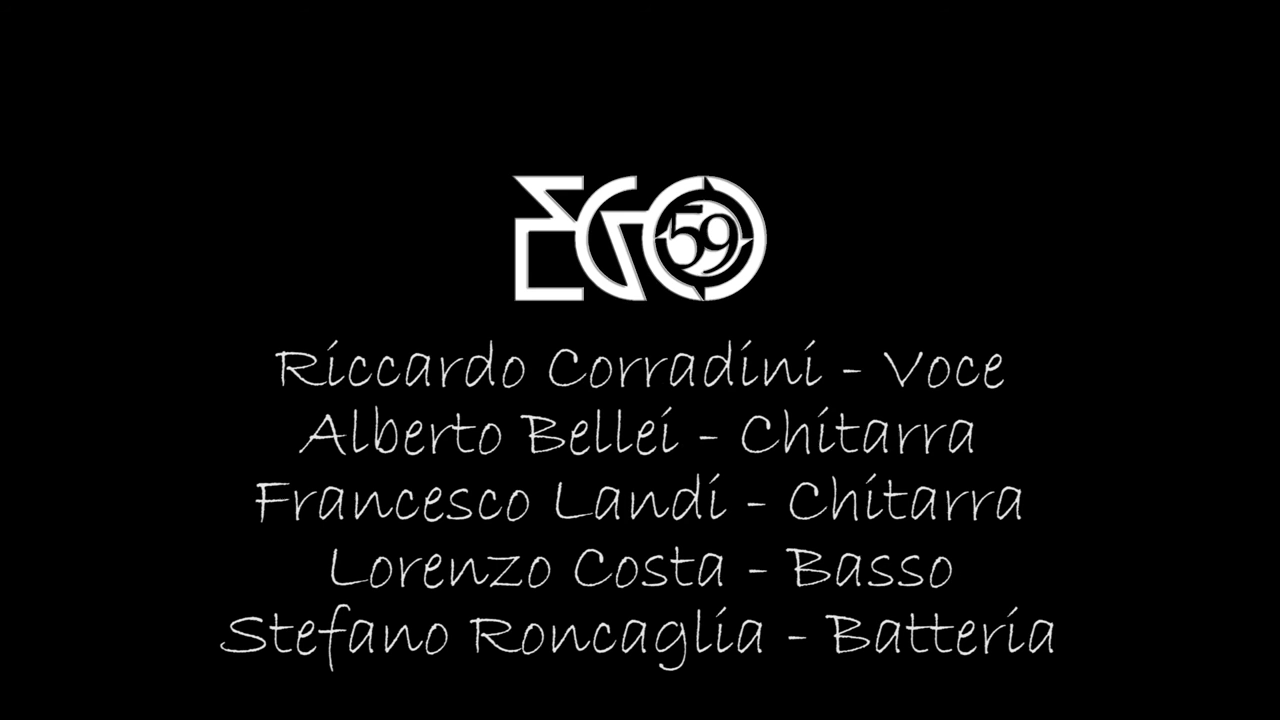 EGO 59
Riccardo Corradini - Voce
Alberto Bellei - Chitarra
Francesco Landi - Chitarra
Lorenzo Costa - Basso
Stefano Roncaglia - Batteria